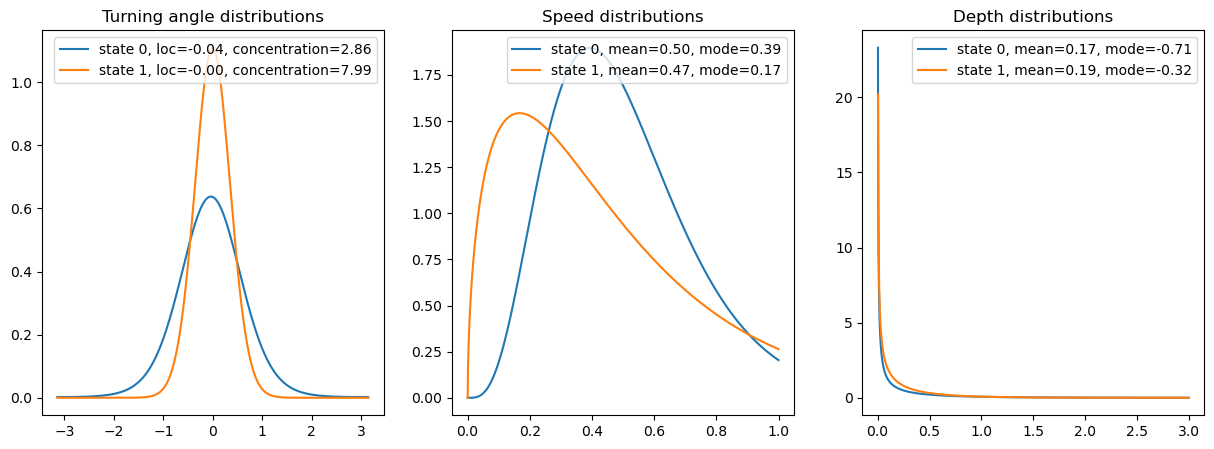 Turning angle distributions
state 0, loc=-0.04, concentration=2.86
state 1, loc=-0.00, concentration=7.99
1.0
0.8
0.6
0.4
0.2
0.0
−3 −2 −1 0 1 2 3
Speed distributions
state 0, mean=0.50, mode=0.39
state 1, mean=0.47, mode=0.17
1.75
1.50
1.25
1.00
0.75
0.50
0.25
0.00
0.0 0.2 0.4 0.6 0.8 1.0
Depth distributions
state 0, mean=0.17, mode=-0.71
state 1, mean=0.19, mode=-0.32
20
15
10
5
0
0.0 0.5 1.0 1.5 2.0 2.5 3.0